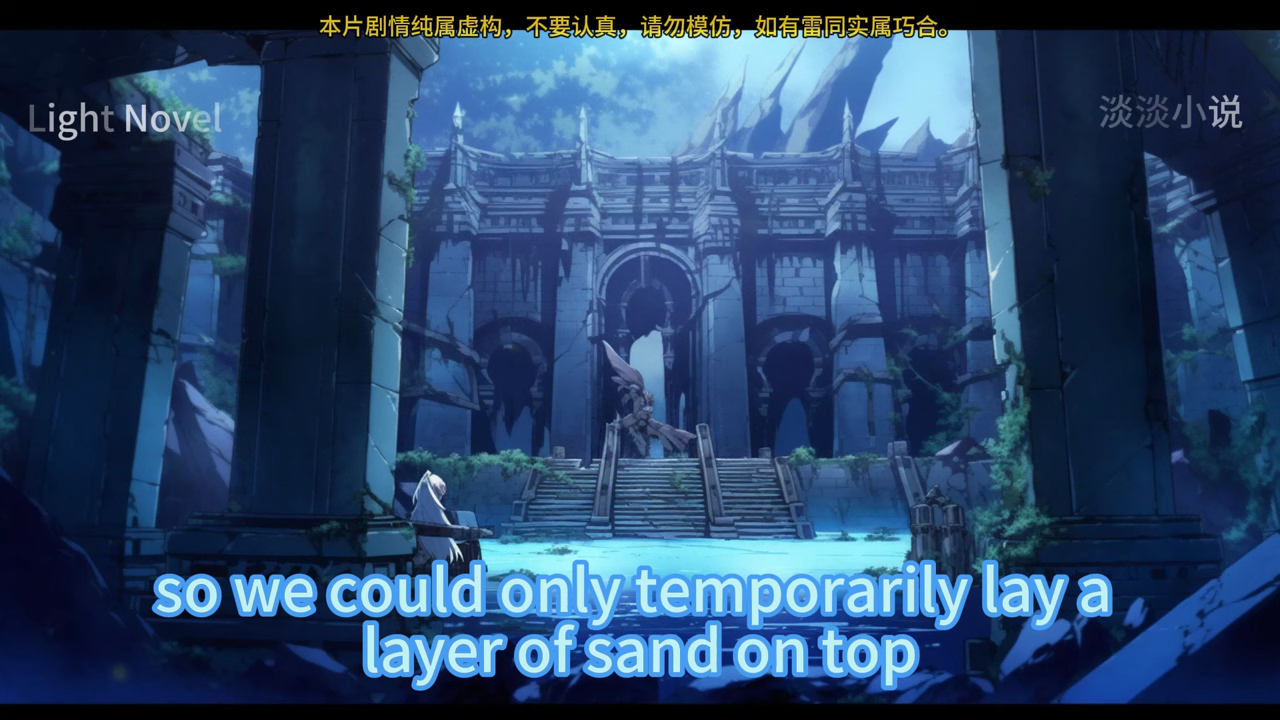 本片剧情纯属虚构，不要认真，请勿模仿，如有雷同实属巧合。
Light Novel
淡淡小说
so we could only temporarily lay a
layer of sand on top